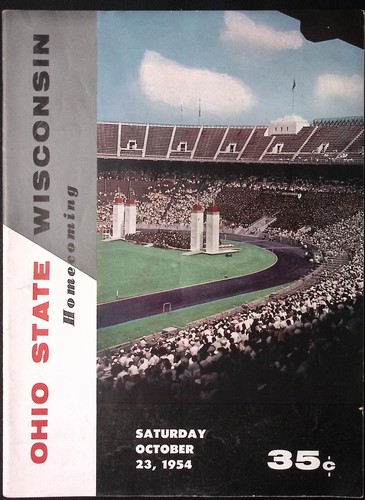 OHIO STATE WISCONSIN
Homecoming
SATURDAY
OCTOBER
23, 1954
35¢